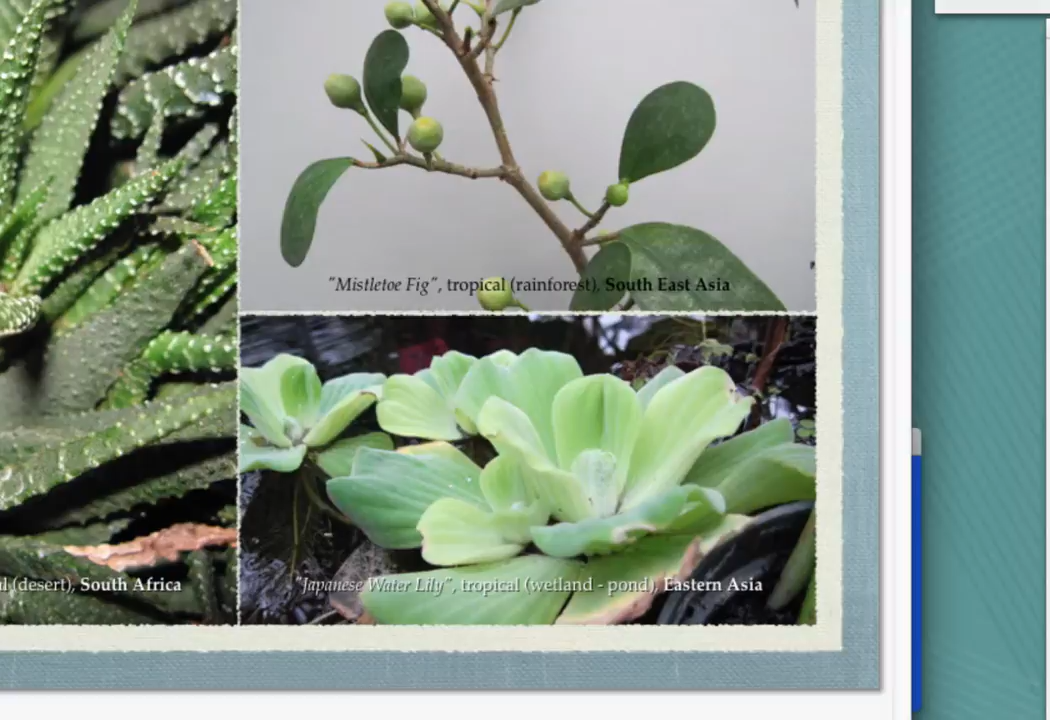 "Mistletoe Fig", tropical (rainforest), South East Asia
(desert), South Africa
"Japanese Water Lily", tropical (wetland - pond), Eastern Asia